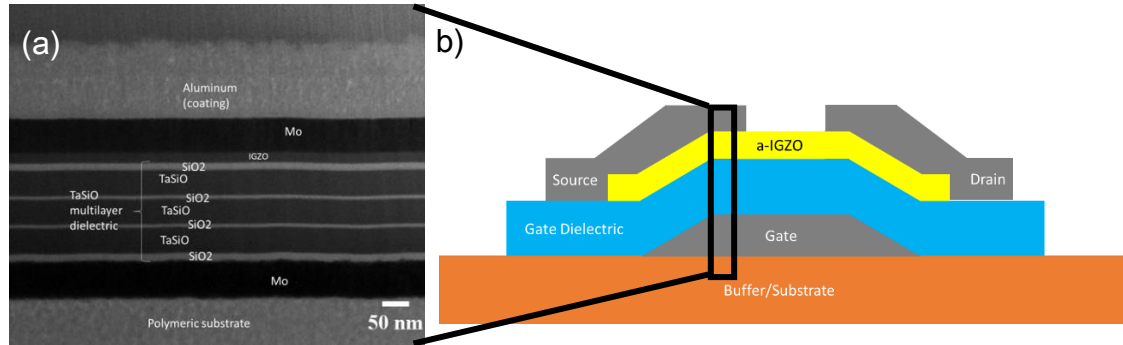 (a)
Aluminum
(coating)
Mo
IGZO
SiO2
TaSiO
SiO2
TaSiO
multilayer
dielectric
TaSiO
SiO2
TaSiO
SiO2
Mo
50 nm
Polymeric substrate
b)
a-IGZO
Source
Drain
Gate Dielectric
Gate
Buffer/Substrate